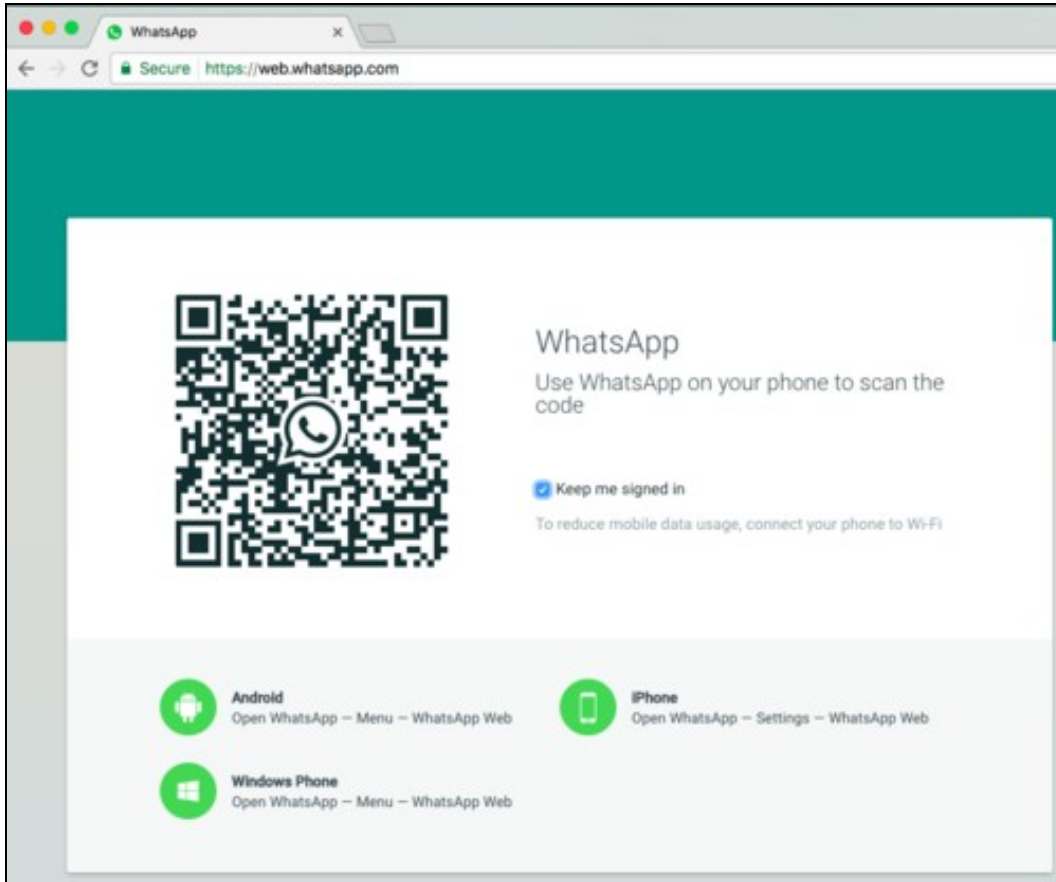 WhatsApp
Secure
https://web.whatsapp.com
WhatsApp
Use WhatsApp on your phone to scan the
code
Keep me signed in
To reduce mobile data usage, connect your phone to Wi-Fi
Android
Open WhatsApp – Menu – WhatsApp Web
iPhone
Open WhatsApp – Settings – WhatsApp Web
Windows Phone
Open WhatsApp – Menu – WhatsApp Web